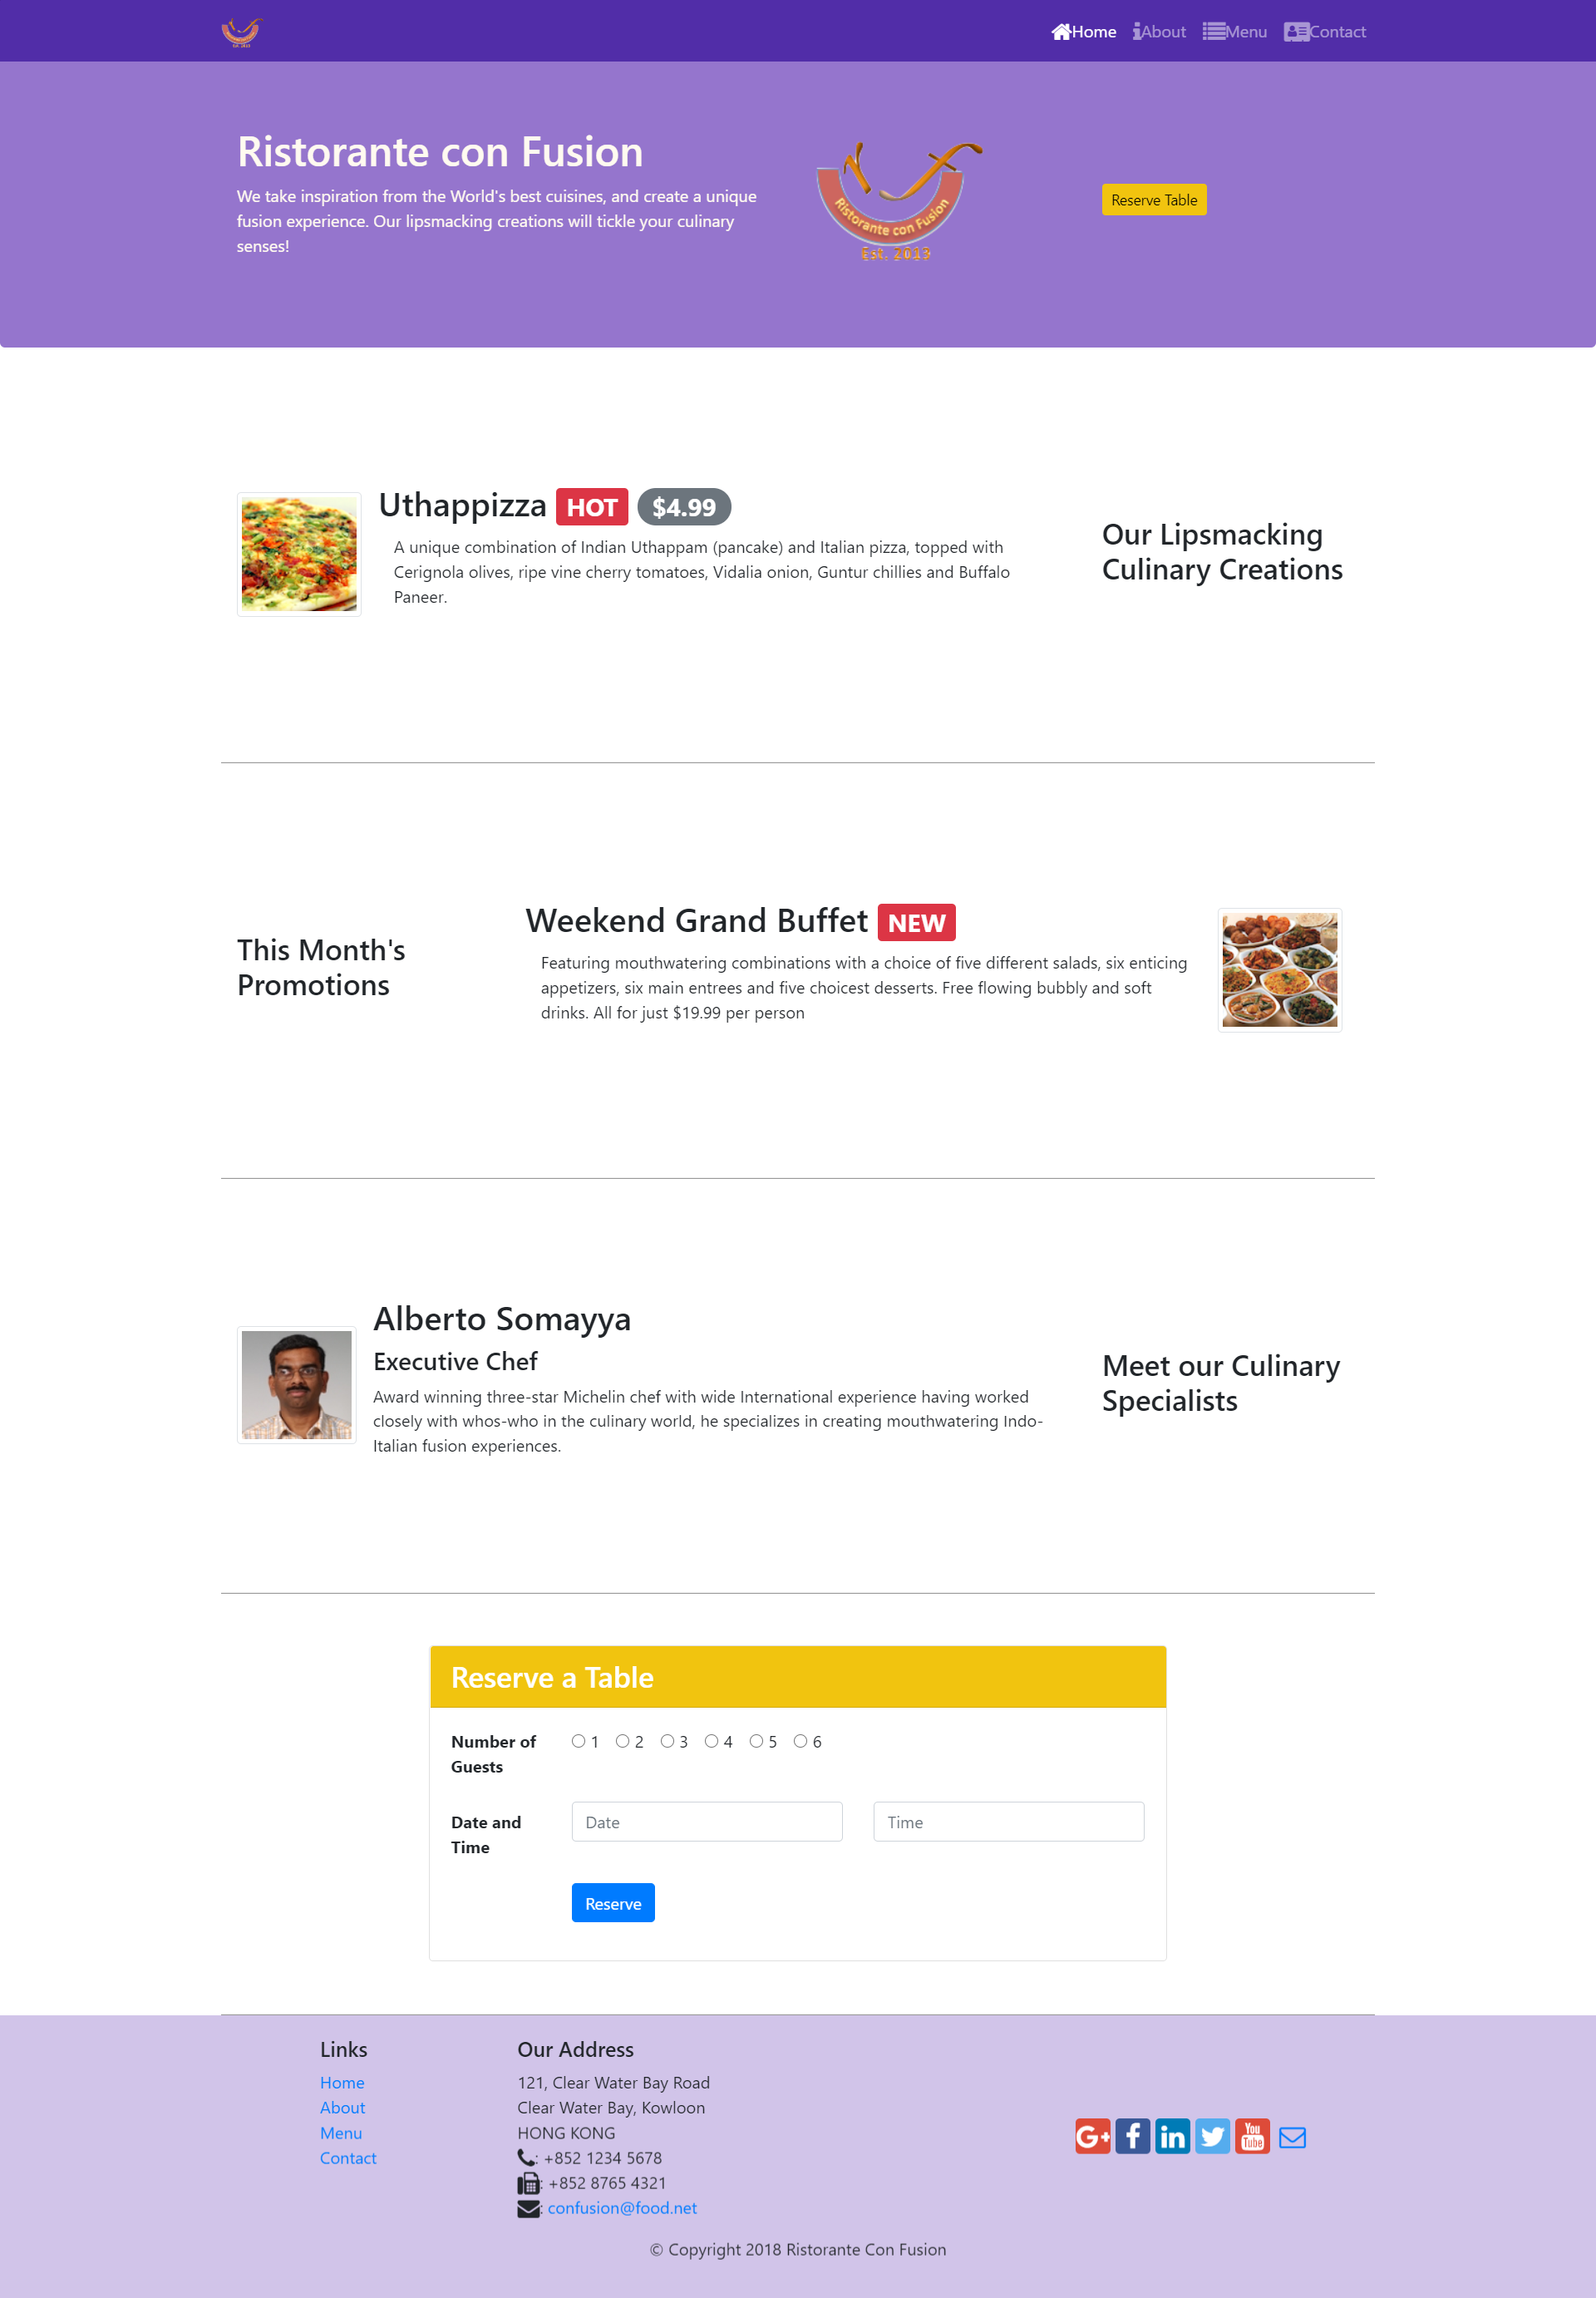 Home About Menu Contact
Ristorante con Fusion
We take inspiration from the World's best cuisines, and create a unique
fusion experience. Our lipsmacking creations will tickle your culinary
senses!
Ristorante con Fusion
Est. 2019
Reserve Table
Uthappizza HOT $4.99
A unique combination of Indian Uthappam (pancake) and Italian pizza, topped with
Cerignola olives, ripe vine cherry tomatoes, Vidalia onion, Guntur chillies and Buffalo
Paneer.
Our Lipsmacking
Culinary Creations
This Month's
Promotions
Weekend Grand Buffet NEW
Featuring mouthwatering combinations with a choice of five different salads, six enticing
appetizers, six main entrees and five choicest desserts. Free flowing bubbly and soft
drinks. All for just $19.99 per person
Alberto Somayya
Executive Chef
Award winning three-star Michelin chef with wide International experience having worked
closely with whos-who in the culinary world, he specializes in creating mouthwatering Indo-
Italian fusion experiences.
Meet our Culinary
Specialists
Reserve a Table
Number of
Guests
1 2 3 4 5 6
Date and
Time
Date
Time
Reserve
Links
Home
About
Menu
Contact
Our Address
121, Clear Water Bay Road
Clear Water Bay, Kowloon
HONG KONG
: +852 1234 5678
: +852 8765 4321
: confusion@food.net
G+ f in You Tube
© Copyright 2018 Ristorante Con Fusion